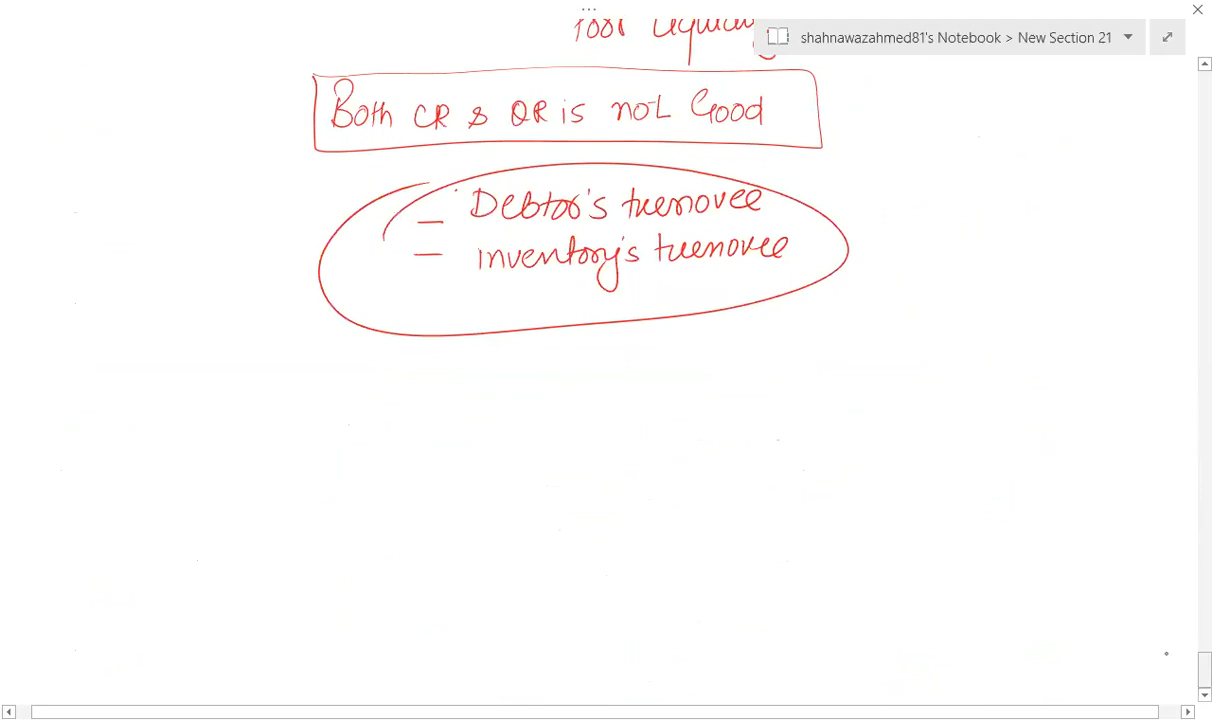 shahnawazahmed81's Notebook > New Section 21
Both CR & QR is not Good
– Debtor's turnover
– inventory's turnover